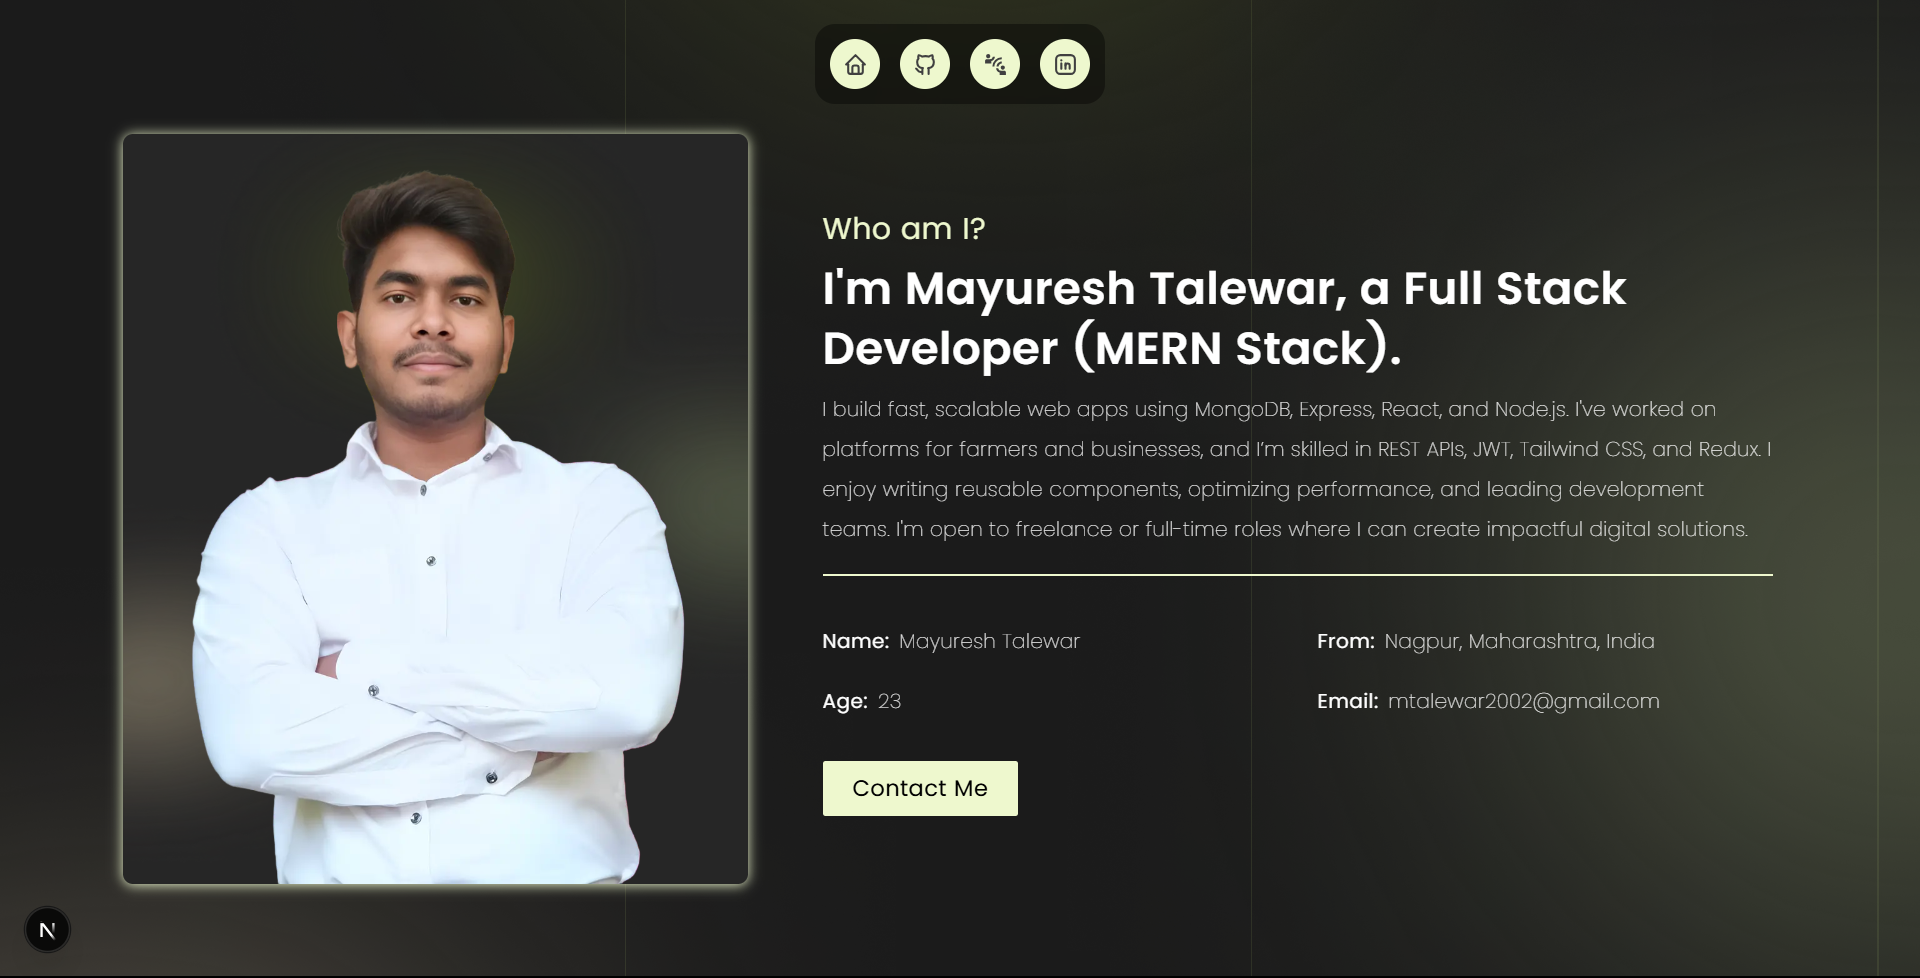 in
Who am I?
I'm Mayuresh Talewar, a Full Stack
Developer (MERN Stack).
I build fast, scalable web apps using MongoDB, Express, React, and Node.js. I've worked on
platforms for farmers and businesses, and I’m skilled in REST APIs, JWT, Tailwind CSS, and Redux. I
enjoy writing reusable components, optimizing performance, and leading development
teams. I'm open to freelance or full-time roles where I can create impactful digital solutions.
Name: Mayuresh Talewar
From: Nagpur, Maharashtra, India
Age: 23
Email: mtalewar2002@gmail.com
Contact Me
N